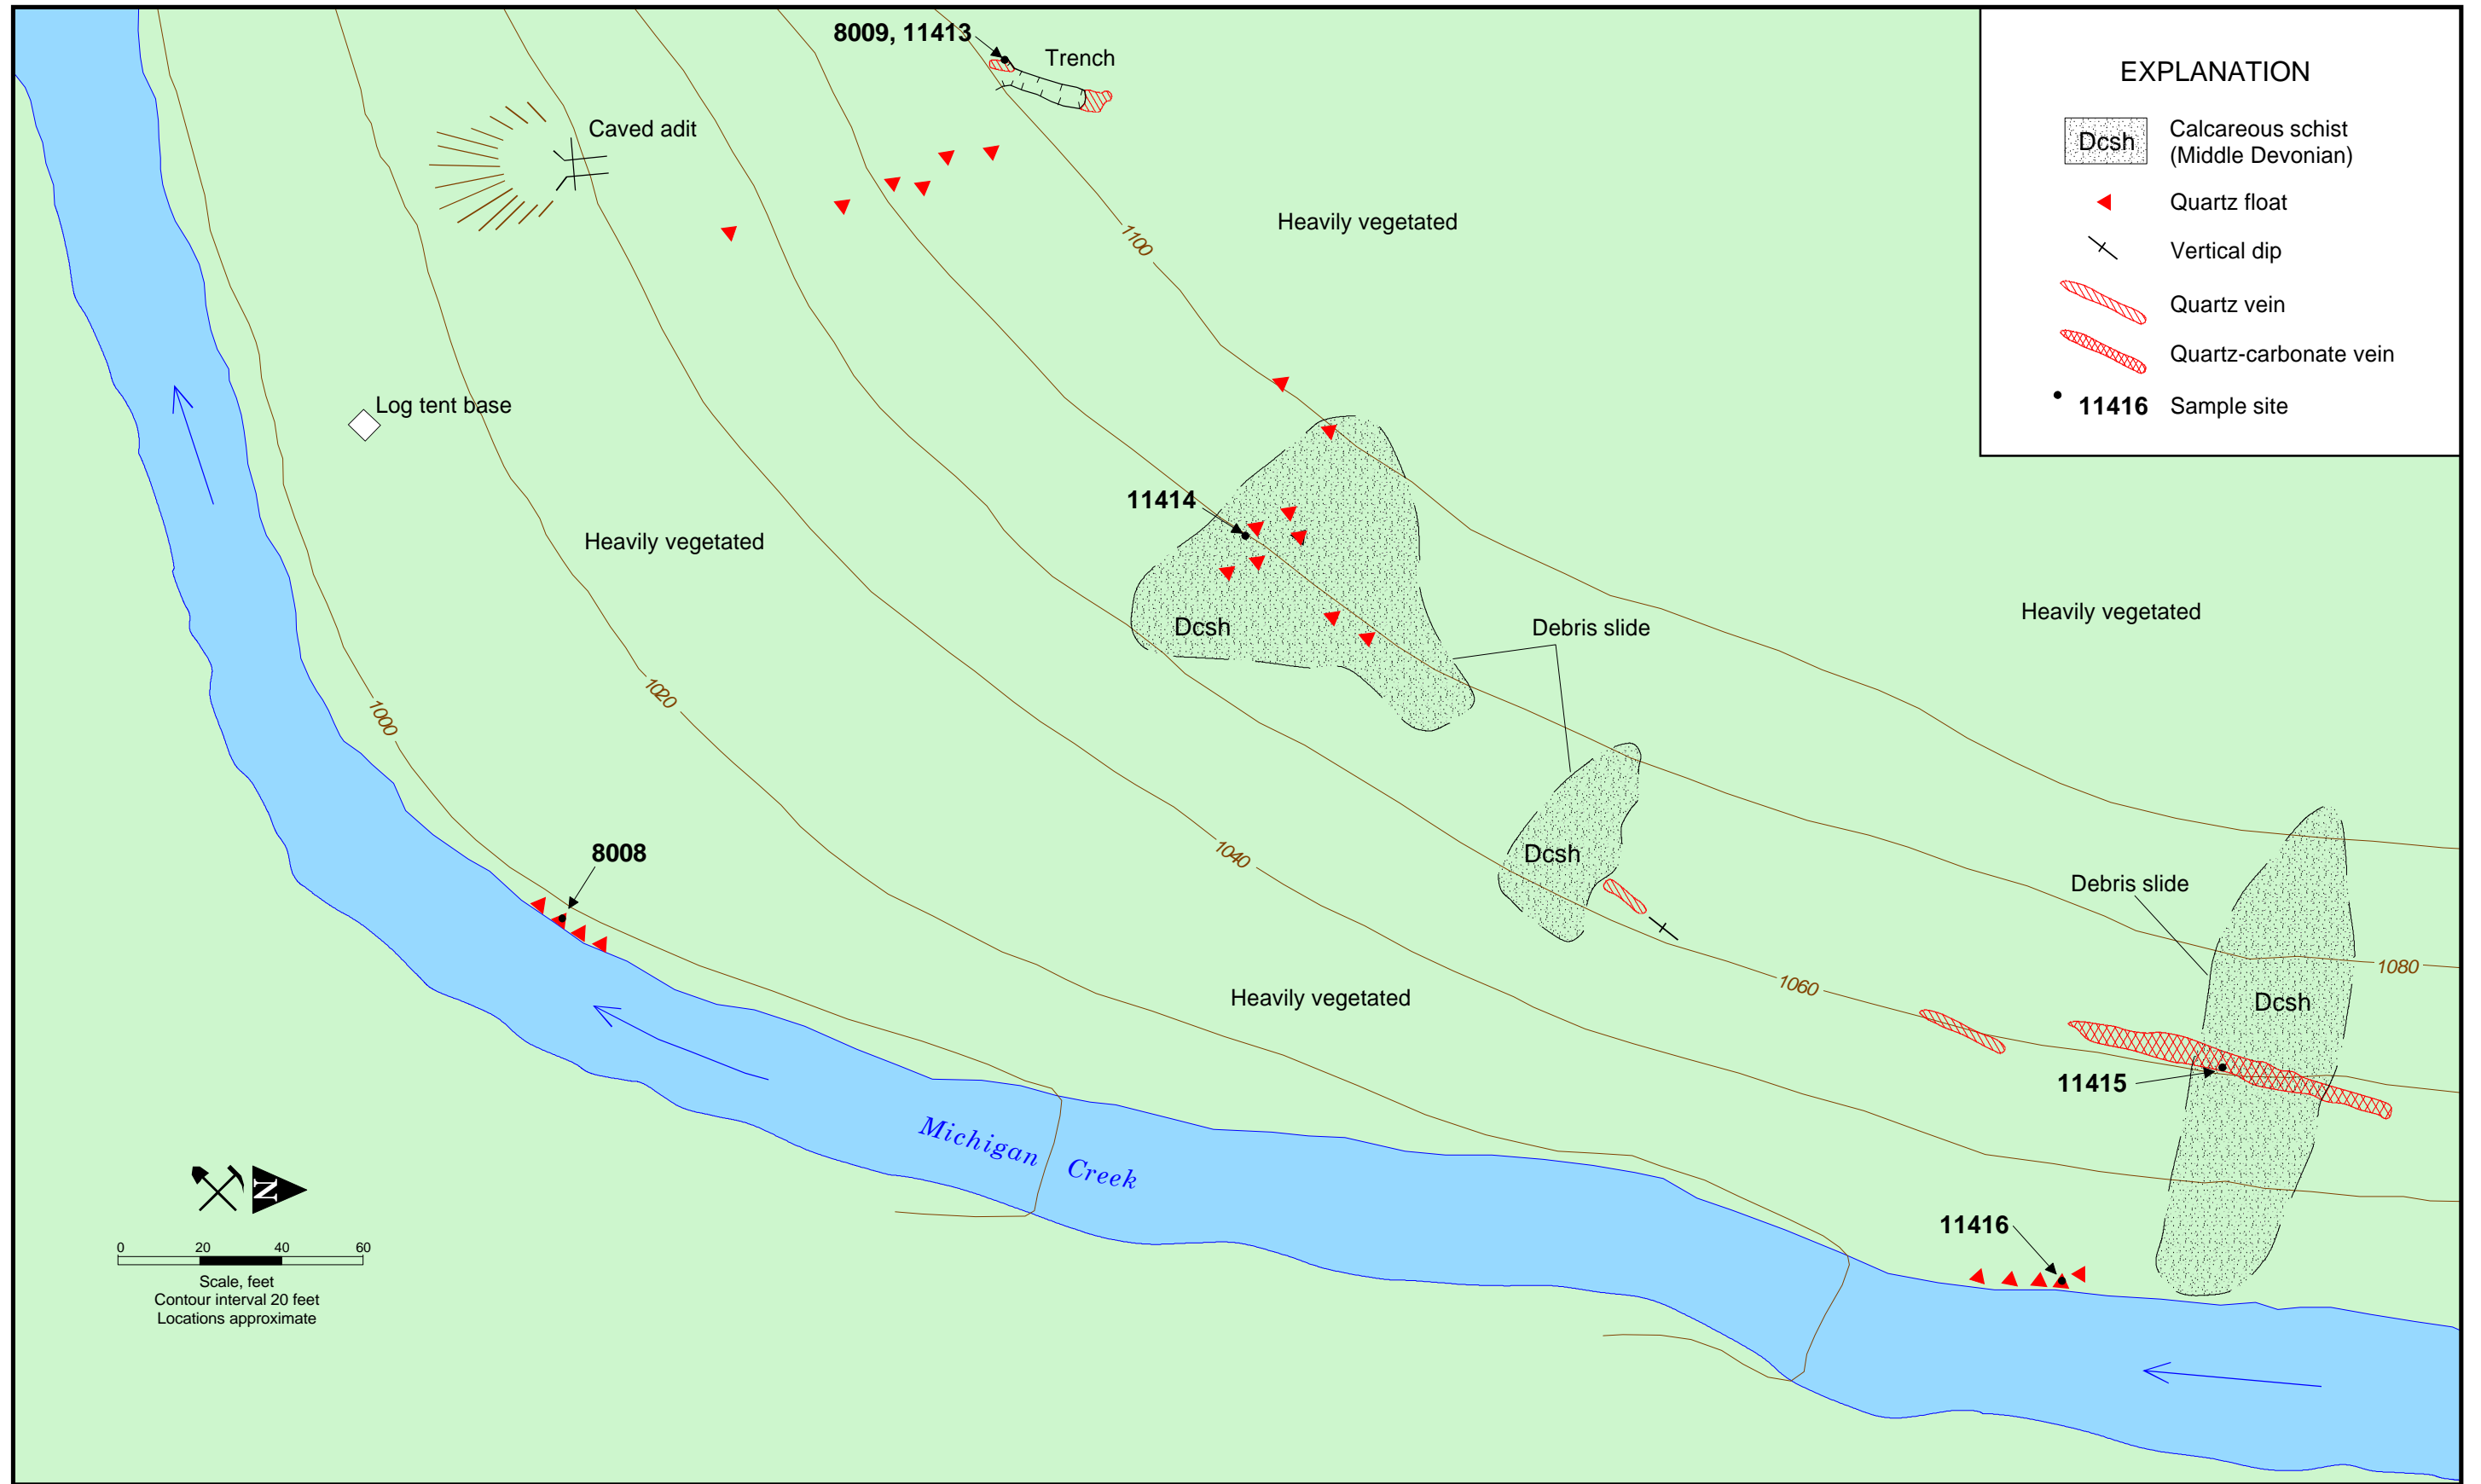 8009, 11413
Trench
Caved adit
Heavily vegetated
1100
EXPLANATION
Dcsh
Calcareous schist
(Middle Devonian)
Quartz float
Vertical dip
Quartz vein
Quartz-carbonate vein
11416
Sample site
Log tent base
11414
Heavily vegetated
Dcsh
Debris slide
Heavily vegetated
1020
1000
8008
1040
Dcsh
Debris slide
1060
1080
Dcsh
Heavily vegetated
11415
Michigan Creek
11416
N
0 20 40 60
Scale, feet
Contour interval 20 feet
Locations approximate